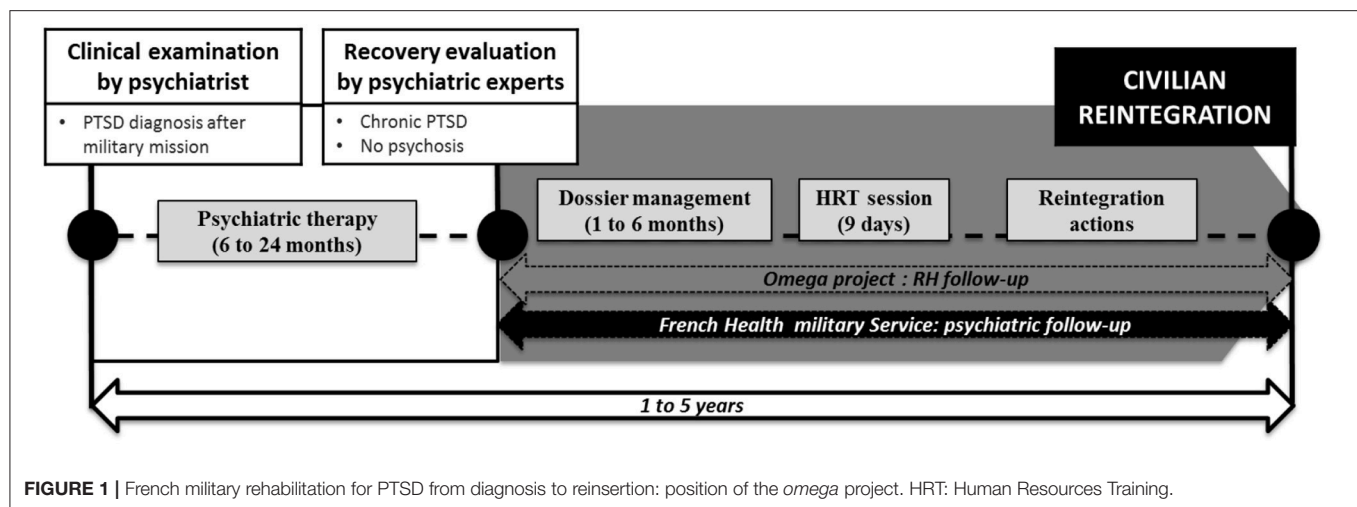 Clinical examination
by psychiatrist
• PTSD diagnosis after
military mission
Recovery evaluation
by psychiatric experts
• Chronic PTSD
• No psychosis
CIVILIAN
REINTEGRATION
Psychiatric therapy
(6 to 24 months)
Dossier management
(1 to 6 months)
HRT session
(9 days)
Reintegration
actions
Omega project : RH follow-up
French Health military Service: psychiatric follow-up
1 to 5 years
FIGURE 1 | French military rehabilitation for PTSD from diagnosis to reinsertion: position of the omega project. HRT: Human Resources Training.